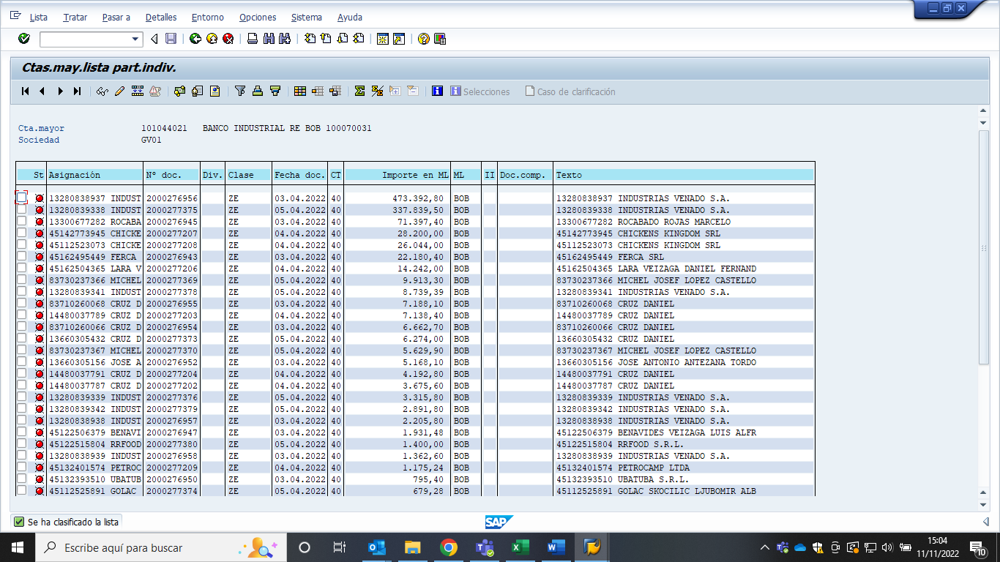 Lista Tratar Pasar a Detalles Entorno Opciones Sistema Ayuda
Ctas.may.lista part.indiv.
Selecciones Caso de clarificación
Cta.mayor 101044021 BANCO INDUSTRIAL RE BOB 100070031
Sociedad GV01
St Asignación Nº doc. Div. Clase Fecha doc. CT Importe en ML ML II Doc.comp. Texto
13280838937 INDUST 2000276956 ZE 03.04.2022 40 473.392,80 BOB 13280838937 INDUSTRIAS VENADO S.A.
13280839338 INDUST 2000277375 ZE 05.04.2022 40 337.839,50 BOB 13280839338 INDUSTRIAS VENADO S.A.
13300677282 ROCABA 2000276945 ZE 03.04.2022 40 71.397,40 BOB 13300677282 ROCABADO ROJAS MARCELO
45142773945 CHICKE 2000277207 ZE 04.04.2022 40 28.200,00 BOB 45142773945 CHICKENS KINGDOM SRL
45112523073 CHICKE 2000277208 ZE 04.04.2022 40 26.044,00 BOB 45112523073 CHICKENS KINGDOM SRL
45162495449 FERCA 2000276943 ZE 03.04.2022 40 22.180,40 BOB 45162495449 FERCA SRL
45162504365 LARA V 2000277206 ZE 04.04.2022 40 14.242,00 BOB 45162504365 LARA VEIZAGA DANIEL FERNAND
83730237366 MICHEL 2000277369 ZE 05.04.2022 40 9.913,30 BOB 83730237366 MICHEL JOSEF LOPEZ CASTELLO
13280839341 INDUST 2000277378 ZE 05.04.2022 40 8.739,39 BOB 13280839341 INDUSTRIAS VENADO S.A.
83710260068 CRUZ D 2000276955 ZE 03.04.2022 40 7.188,10 BOB 83710260068 CRUZ DANIEL
14480037789 CRUZ D 2000277203 ZE 04.04.2022 40 7.138,40 BOB 14480037789 CRUZ DANIEL
83710260066 CRUZ D 2000276954 ZE 03.04.2022 40 6.662,70 BOB 83710260066 CRUZ DANIEL
13660305432 CRUZ D 2000277373 ZE 05.04.2022 40 6.274,00 BOB 13660305432 CRUZ DANIEL
83730237367 MICHEL 2000277370 ZE 05.04.2022 40 5.629,90 BOB 83730237367 MICHEL JOSEF LOPEZ CASTELLO
13660305156 JOSE A 2000276952 ZE 03.04.2022 40 5.168,10 BOB 13660305156 JOSE ANTONIO ANTEZANA TORDO
14480037791 CRUZ D 2000277204 ZE 04.04.2022 40 4.192,80 BOB 14480037791 CRUZ DANIEL
14480037787 CRUZ D 2000277202 ZE 04.04.2022 40 3.675,60 BOB 14480037787 CRUZ DANIEL
13280839339 INDUST 2000277376 ZE 05.04.2022 40 3.315,80 BOB 13280839339 INDUSTRIAS VENADO S.A.
13280839342 INDUST 2000277379 ZE 05.04.2022 40 2.891,80 BOB 13280839342 INDUSTRIAS VENADO S.A.
13280838938 INDUST 2000276957 ZE 03.04.2022 40 2.205,80 BOB 13280838938 INDUSTRIAS VENADO S.A.
45122506379 BENAVI 2000276947 ZE 03.04.2022 40 1.931,48 BOB 45122506379 BENAVIDES VEIZAGA LUIS ALFR
45122515804 RRFOOD 2000277380 ZE 05.04.2022 40 1.400,00 BOB 45122515804 RRFOOD S.R.L.
13280838939 INDUST 2000276958 ZE 03.04.2022 40 1.362,60 BOB 13280838939 INDUSTRIAS VENADO S.A.
45132401574 PETROC 2000277209 ZE 04.04.2022 40 1.175,24 BOB 45132401574 PETROCAMP LTDA
45132393510 UBATUB 2000276950 ZE 03.04.2022 40 795,40 BOB 45132393510 UBATUBA S.R.L.
45112525891 GOLAC 2000277374 ZE 05.04.2022 40 679,28 BOB 45112525891 GOLAC SKOCILIC LJUBOMIR ALB
Se ha clasificado la lista
SAP
Escribe aquí para buscar
15:04
11/11/2022
10